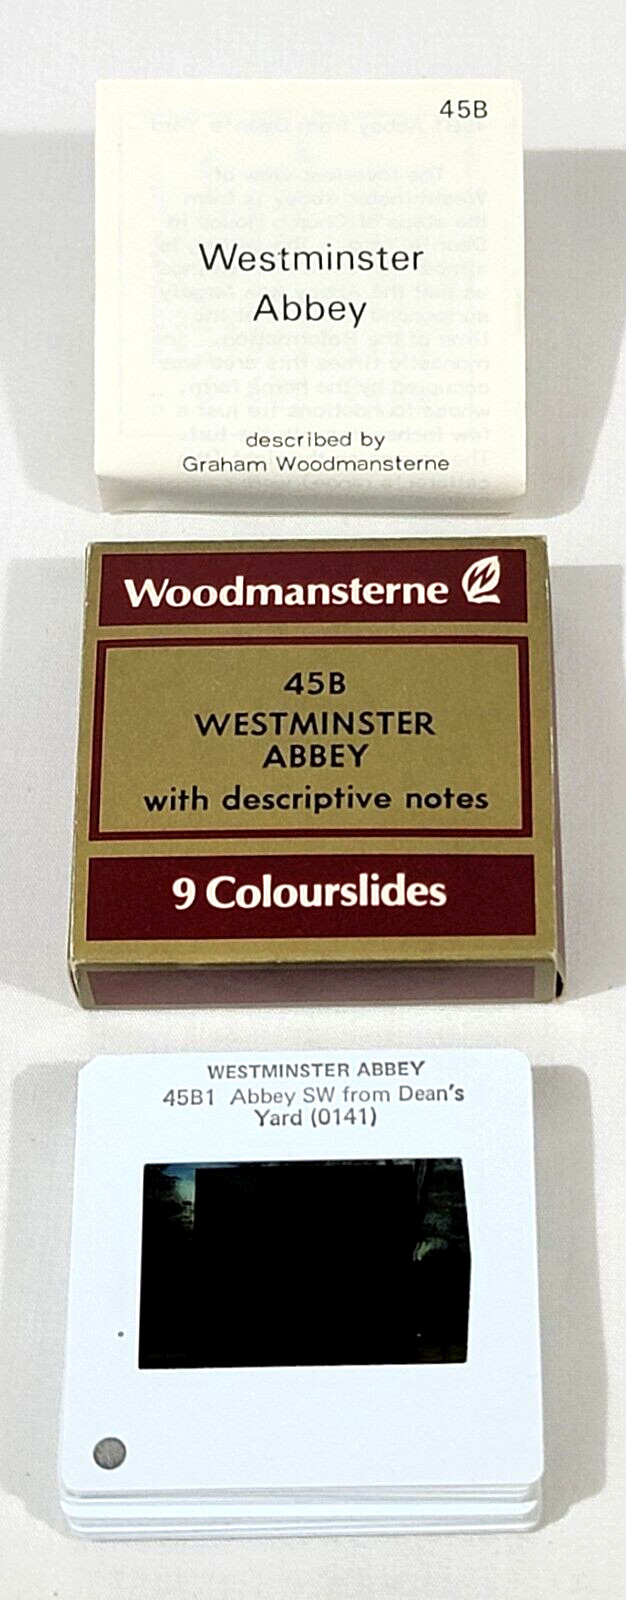 45B
Westminster
Abbey
described by
Graham Woodmansterne
Woodmansterne
45B
WESTMINSTER
ABBEY
with descriptive notes
9 Colourslides
WESTMINSTER ABBEY
45B1 Abbey SW from Dean's
Yard (0141)